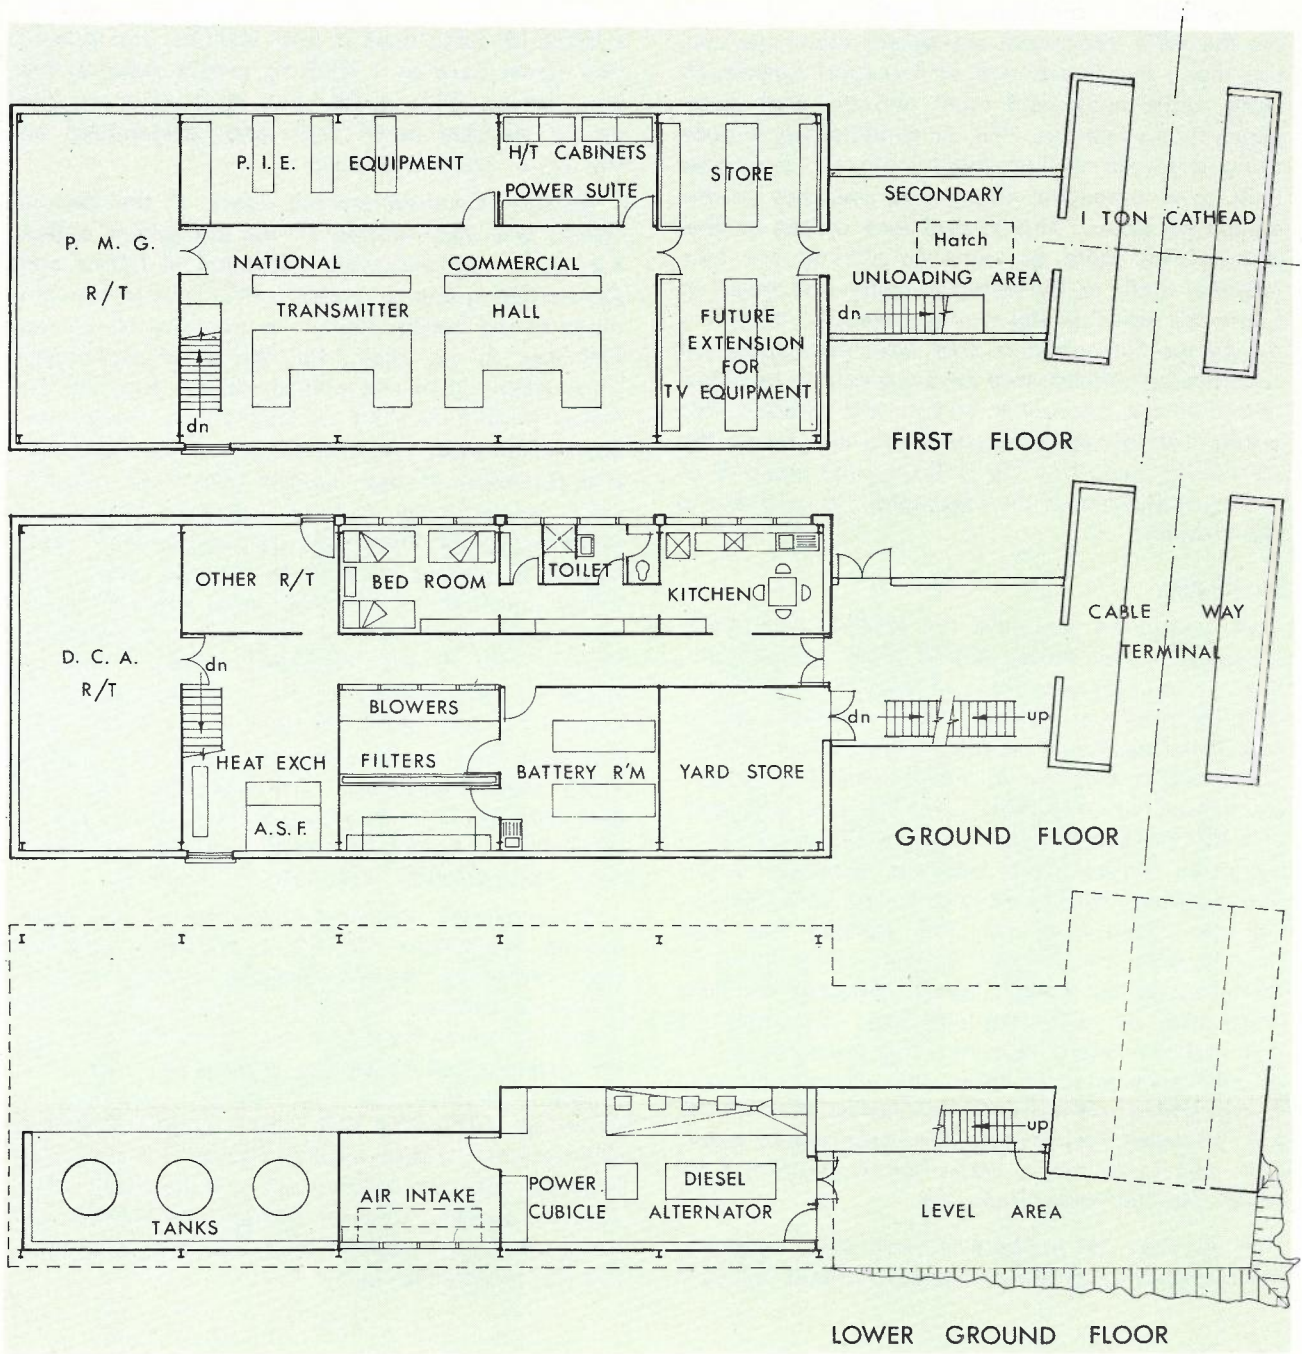 P. I. E. EQUIPMENT
H/T CABINETS
POWER SUITE
STORE
P. M. G.
R/T
NATIONAL COMMERCIAL
TRANSMITTER HALL
dn
FUTURE
EXTENSION
FOR
TV EQUIPMENT
SECONDARY
Hatch
UNLOADING AREA
dn
1 TON CATHEAD
FIRST FLOOR
OTHER R/T
BED ROOM
TOILET
KITCHEN
D. C. A.
R/T
dn
BLOWERS
FILTERS
HEAT EXCH
A.S.F.
BATTERY R'M
YARD STORE
dn
up
CABLE WAY
TERMINAL
GROUND FLOOR
TANKS
AIR INTAKE
POWER.
CUBICLE
DIESEL
ALTERNATOR
up
LEVEL AREA
LOWER GROUND FLOOR